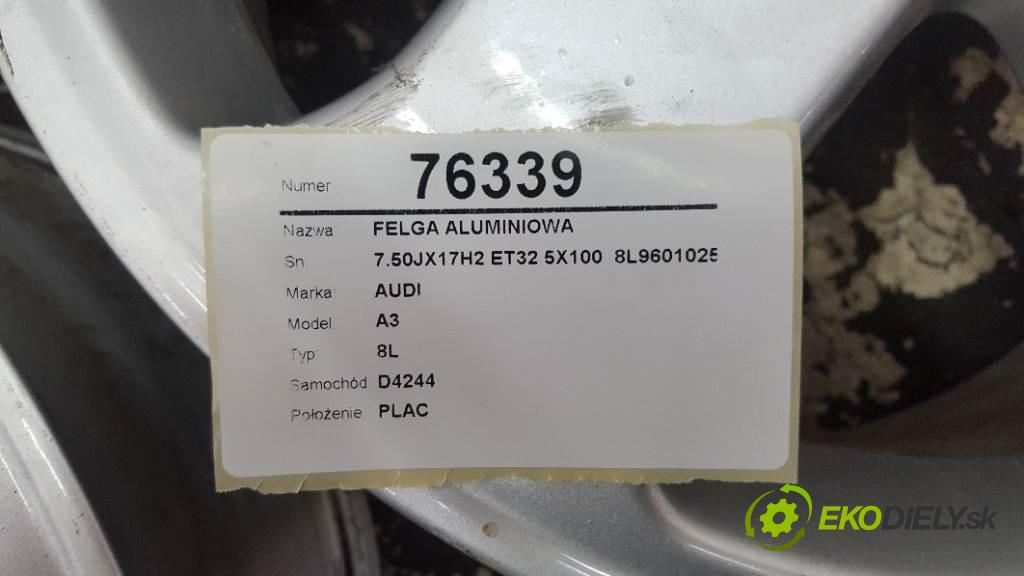 Numer 76339
Nazwa FELGA ALUMINIOWA
Sn 7.50JX17H2 ET32 5X100 8L9601025
Marka AUDI
Model A3
Typ 8L
Samochód D4244
Położenie PLAC
EKODIELY.sk